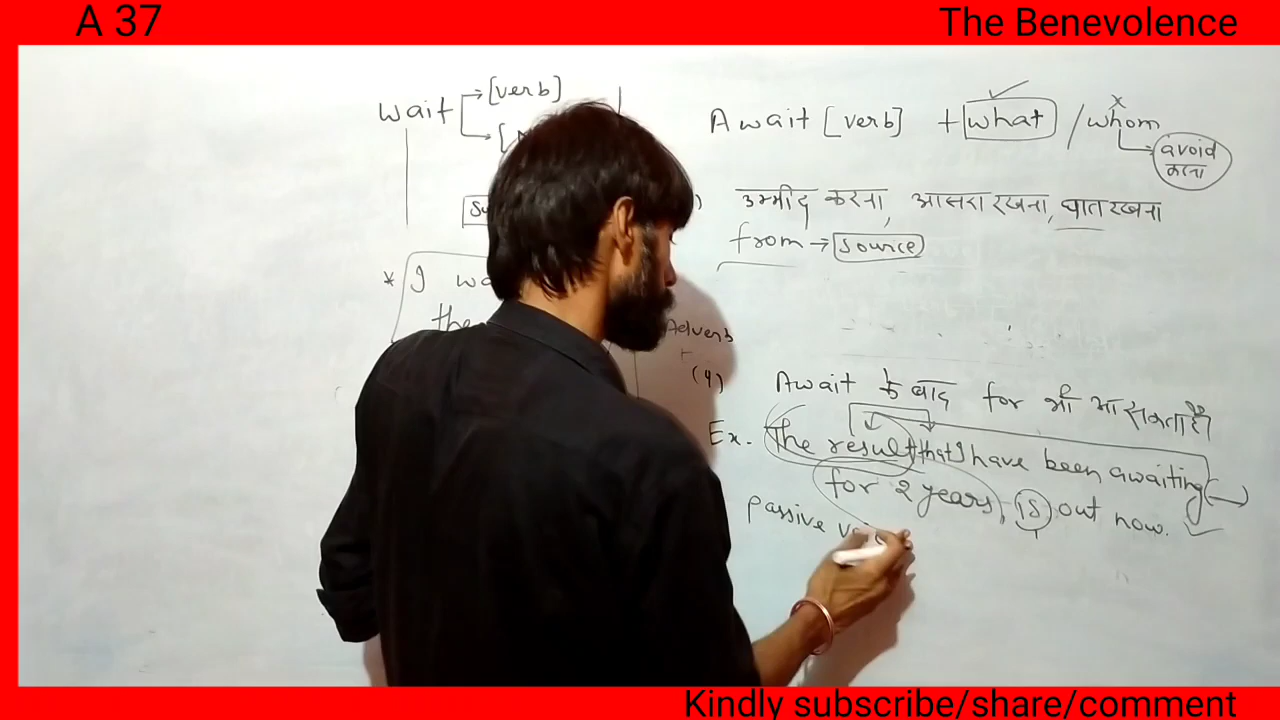 A 37
The Benevolence
wait [verb]
Await [verb] + what / whom
avoid
करना
उम्मीद करना, आसरा रखना, घात रखना
from → source
* I
the
Adverb
+
(4)
Await के बाद for भी आ सकता है।
Ex. The result that I have been awaiting
for 2 years, is out now.
passive
Kindly subscribe/share/comment